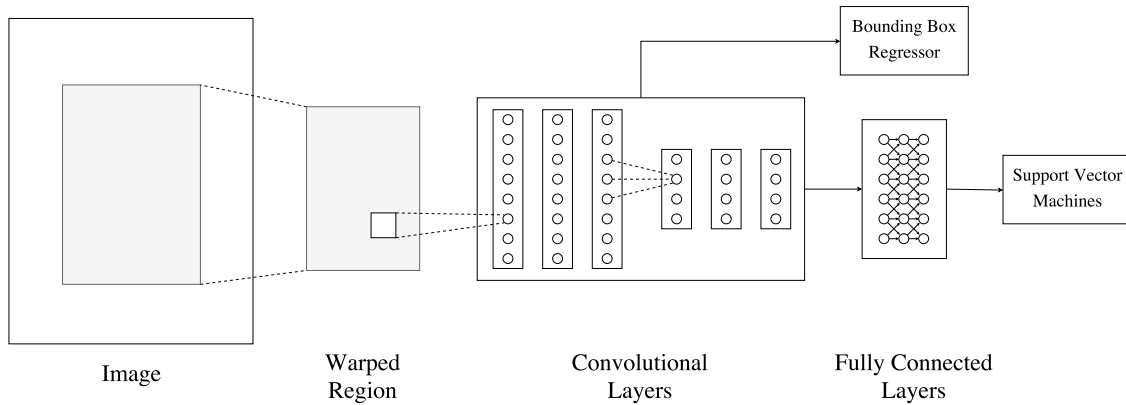 Bounding Box
Regressor
Support Vector
Machines
Image
Warped
Region
Convolutional
Layers
Fully Connected
Layers